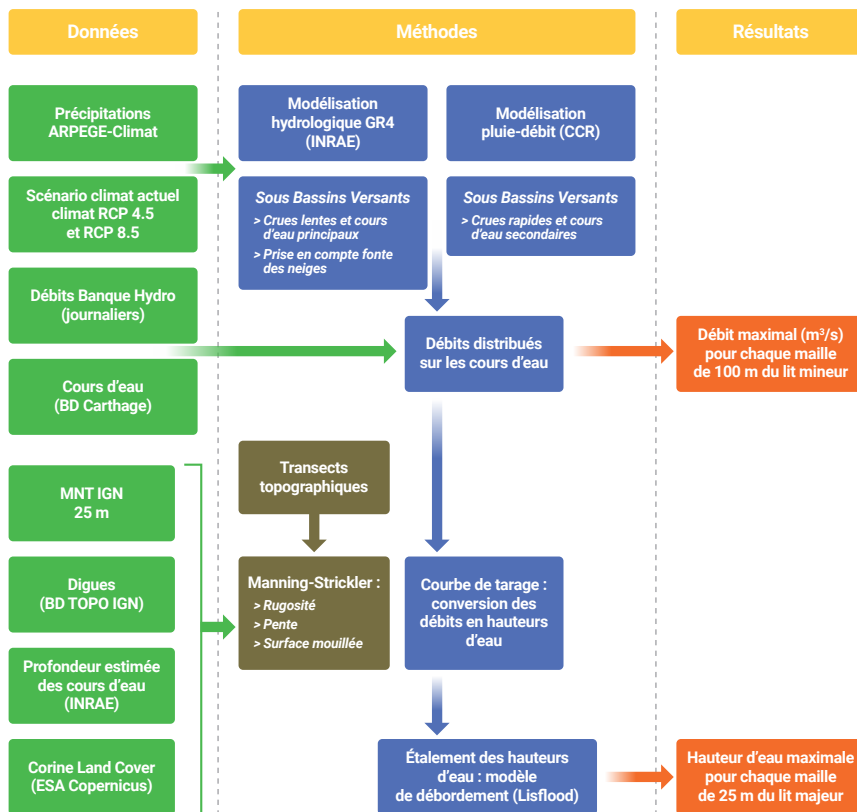 Données
Méthodes
Résultats
Précipitations
ARPEGE-Climat
Modélisation
hydrologique GR4
(INRAE)
Modélisation
pluie-débit (CCR)
Scénario climat actuel
climat RCP 4.5
et RCP 8.5
Sous Bassins Versants
> Crues lentes et cours
d'eau principaux
> Prise en compte fonte
des neiges
Sous Bassins Versants
> Crues rapides et cours
d'eau secondaires
Débits Banque Hydro
(journaliers)
Débits distribués
sur les cours d'eau
Débit maximal (m³/s)
pour chaque maille
de 100 m du lit mineur
Cours d'eau
(BD Carthage)
Transects
topographiques
MNT IGN
25 m
Digues
(BD TOPO IGN)
Manning-Strickler :
> Rugosité
> Pente
> Surface mouillée
Courbe de tarage :
conversion des
débits en hauteurs
d'eau
Profondeur estimée
des cours d'eau
(INRAE)
Corine Land Cover
(ESA Copernicus)
Étalement des hauteurs
d'eau : modèle
de débordement (Lisflood)
Hauteur d'eau maximale
pour chaque maille
de 25 m du lit majeur